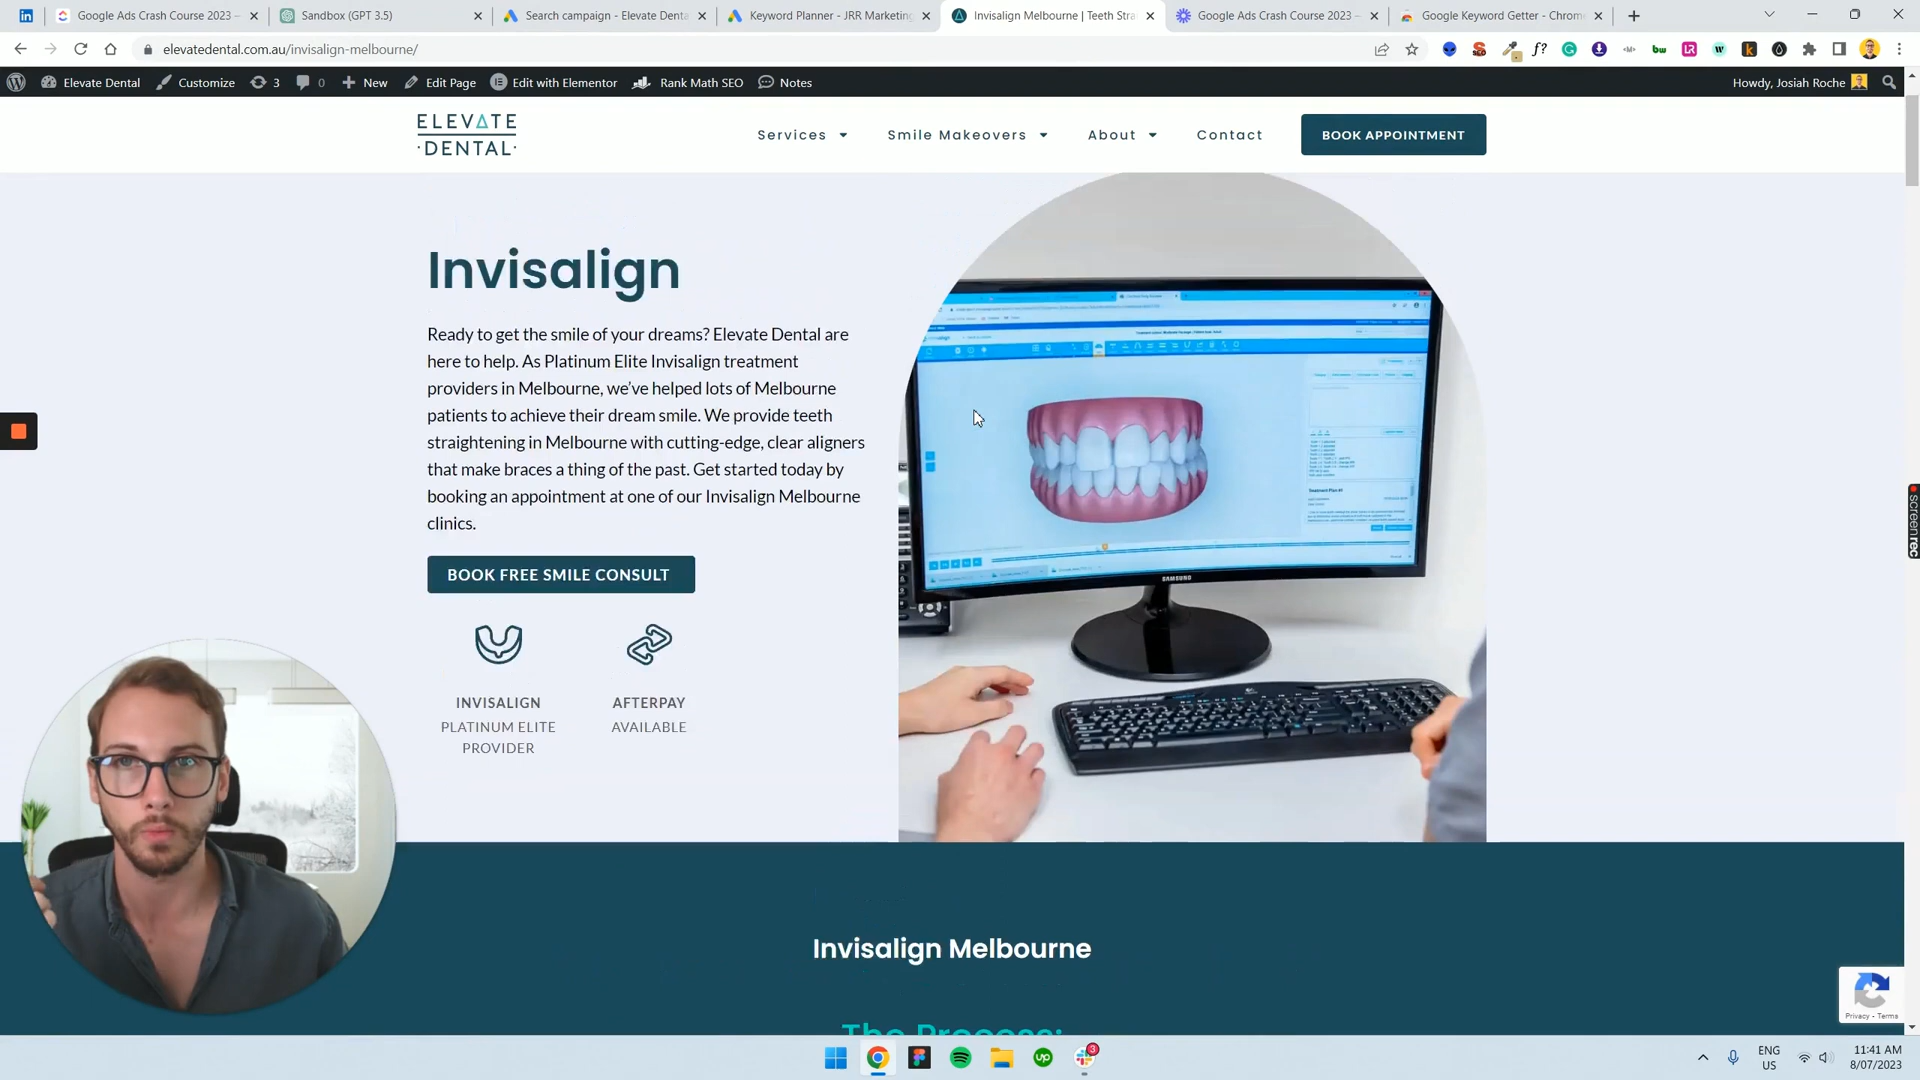 Google Ads Crash Course 2023 –
Sandbox (GPT 3.5)
Search campaign - Elevate Denta
Keyword Planner - JRR Marketing
Invisalign Melbourne | Teeth Stra
Google Ads Crash Course 2023 –
Google Keyword Getter - Chrom
elevatedental.com.au/invisalign-melbourne/
Elevate Dental
Customize
3
0
New
Edit Page
Edit with Elementor
Rank Math SEO
Notes
Howdy, Josiah Roche
ELEVATE
·DENTAL·
Services
Smile Makeovers
About
Contact
BOOK APPOINTMENT
Invisalign
Ready to get the smile of your dreams? Elevate Dental are
here to help. As Platinum Elite Invisalign treatment
providers in Melbourne, we've helped lots of Melbourne
patients to achieve their dream smile. We provide teeth
straightening in Melbourne with cutting-edge, clear aligners
that make braces a thing of the past. Get started today by
booking an appointment at one of our Invisalign Melbourne
clinics.
BOOK FREE SMILE CONSULT
INVISALIGN
PLATINUM ELITE
PROVIDER
AFTERPAY
AVAILABLE
SAMSUNG
screenrec
Invisalign Melbourne
The Process:
Privacy - Terms
3
ENG
US
11:41 AM
8/07/2023